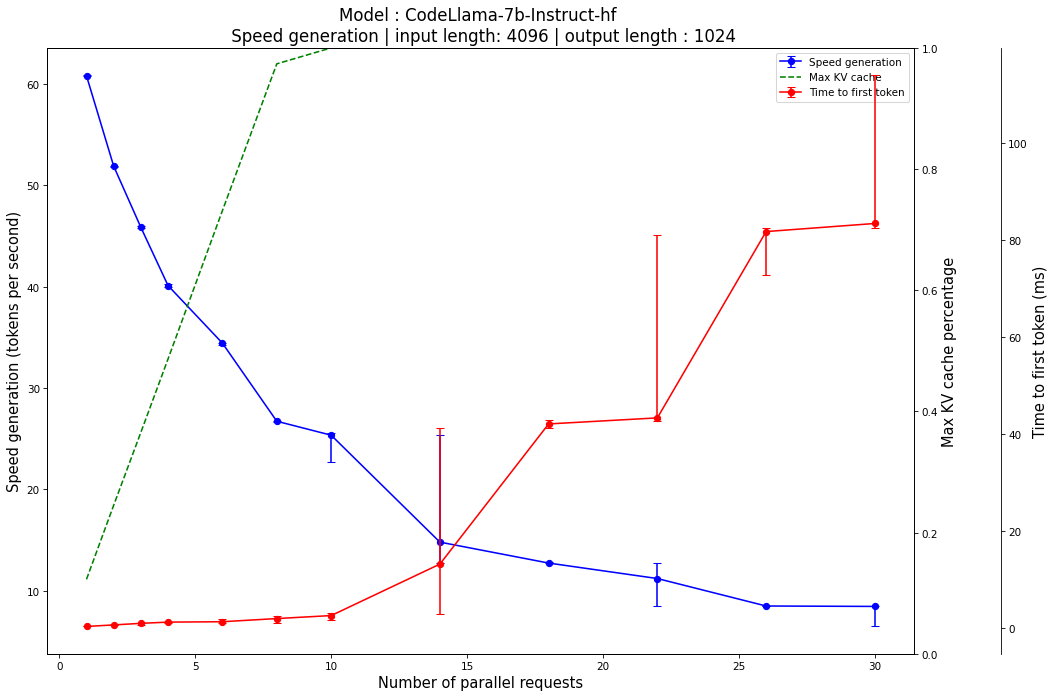 Model : CodeLlama-7b-Instruct-hf
Speed generation | input length: 4096 | output length : 1024
Speed generation
Max KV cache
Time to first token
Speed generation (tokens per second)
60
50
40
30
20
10
0
5
10
15
20
25
30
Number of parallel requests
1.0
0.8
0.6
0.4
0.2
0.0
Max KV cache percentage
100
80
60
40
20
0
Time to first token (ms)